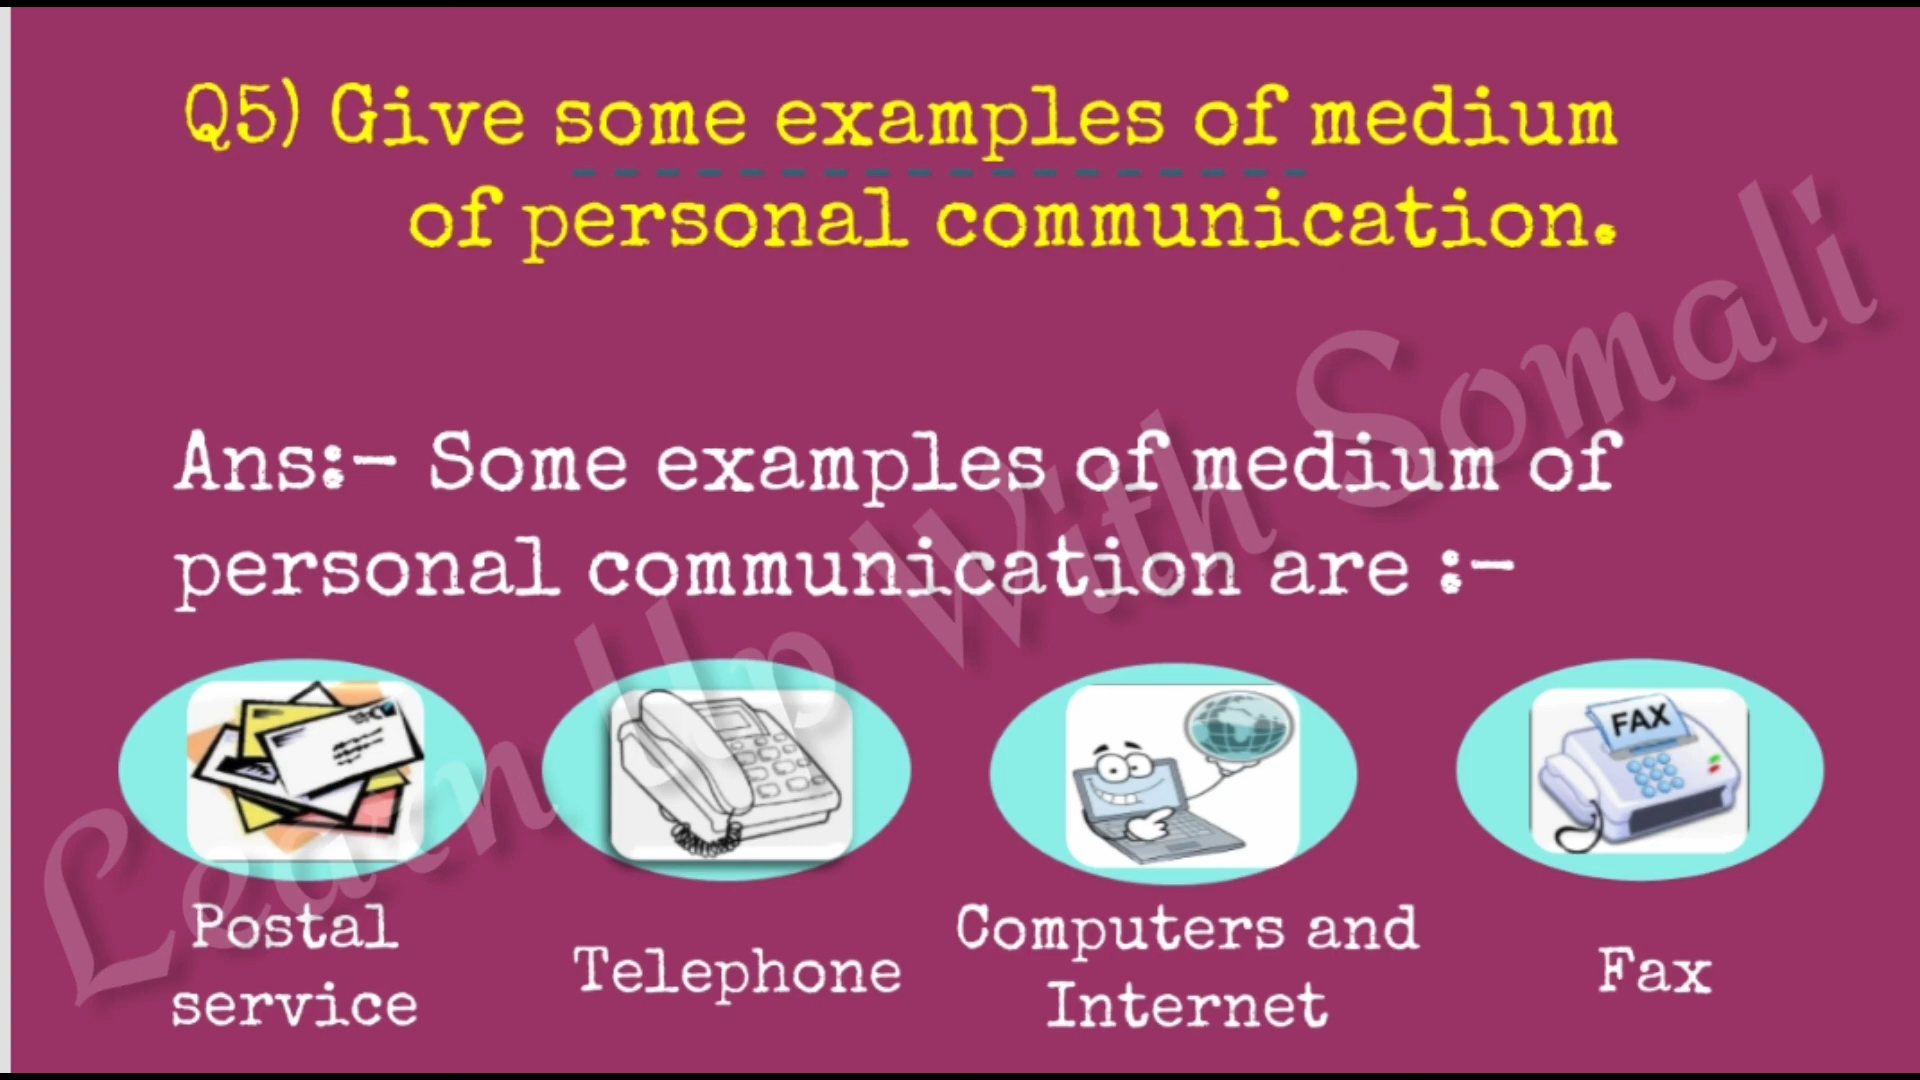 Q5) Give some examples of medium
of personal communication.
Ans:- Some examples of medium of
personal communication are :-
FAX
Postal
service
Telephone
Computers and
Internet
Fax
Learn Up With Somali